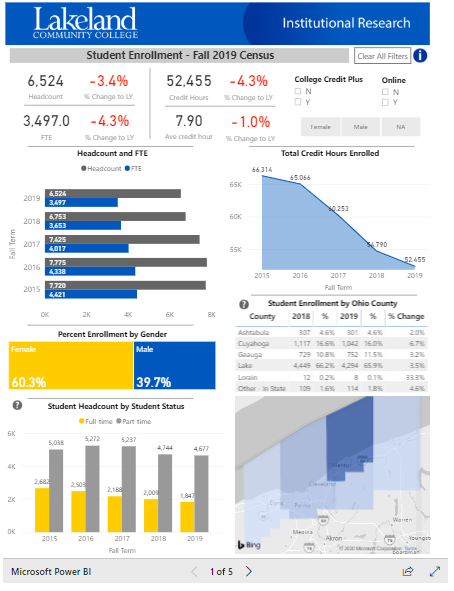 Lakeland
COMMUNITY COLLEGE
Institutional Research
Student Enrollment - Fall 2019 Census
Clear All Filters
i
6,524 -3.4% 52,455 -4.3%
Headcount % Change to LY Credit Hours % Change to LY
3,497.0 -4.3% 7.90 -1.0%
FTE % Change to LY Ave credit hour % Change to LY
College Credit Plus Online
N N
Y Y
Female Male NA
Headcount and FTE
Headcount FTE
Fall Term
2019 6,524
3,497
2018 6,753
3,653
2017 7,425
4,017
2016 7,775
4,338
2015 7,720
4,421
0K 2K 4K 6K 8K
Total Credit Hours Enrolled
66,314
65,066
60,253
56,790
52,455
65K
60K
55K
2015 2016 2017 2018 2019
Fall Term
Percent Enrollment by Gender
Female Male
60.3% 39.7%
? Student Enrollment by Ohio County
County 2018 % 2019 % % Change
Ashtabula 307 4.6% 301 4.6% 2.0%
Cuyahoga 1,117 16.6% 1,042 16.0% 6.7%
Geauga 729 10.8% 752 11.5% 3.2%
Lake 4,449 66.2% 4,294 65.9% 3.5%
Lorain 12 0.2% 8 0.1% 33.3%
Other - In State 109 1.6% 114 1.8% 4.6%
? Student Headcount by Student Status
Full-time Part-time
6K
4K
2K
0K
5,038 5,272 5,237 4,744 4,677
2,682 2,503 2,188 2,009 1,847
2015 2016 2017 2018 2019
Fall Term
Mentor
Cleveland
Elyria
Parma
Medina
Akron
Warren
Youngst
Boardman
Bing
© 2020 Microsoft Corporation Terms
Microsoft Power BI
1 of 5